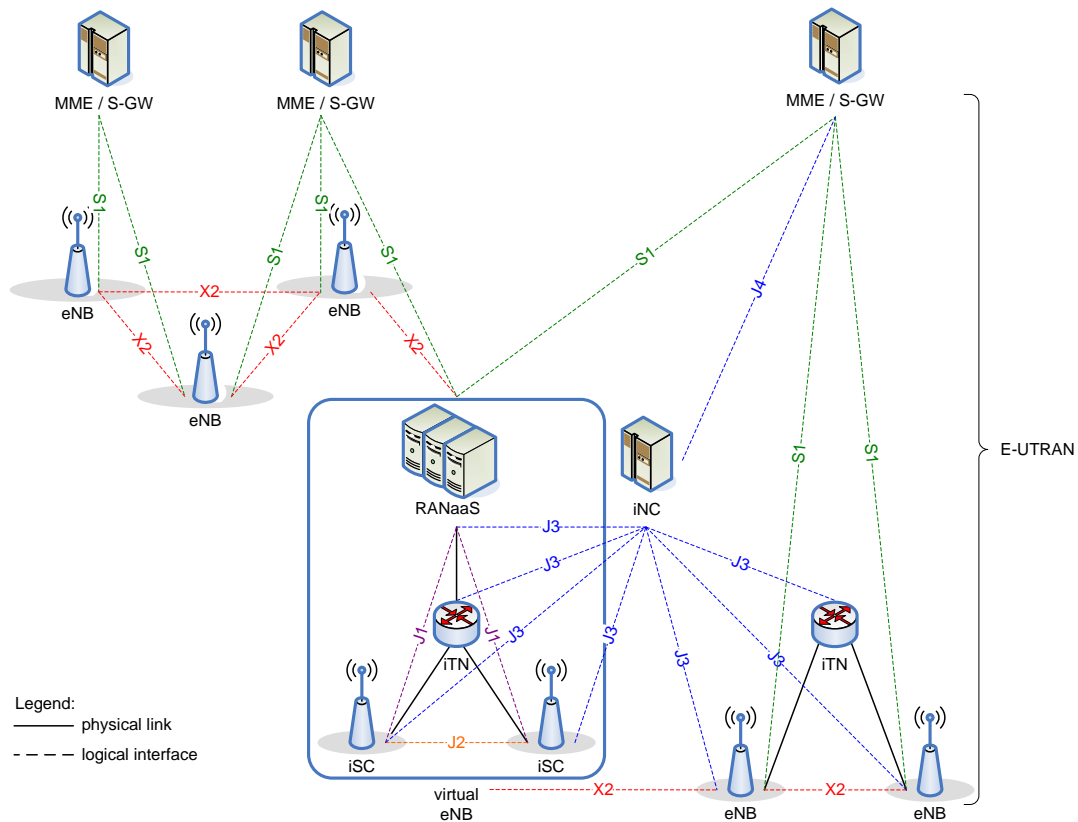 MME / S-GW
MME / S-GW
MME / S-GW
S1
S1
S1
S1
S1
S1
J4
X2
eNB
eNB
X2
X2
X2
eNB
S1
S1
E-UTRAN
RANaaS
iNC
J3
J3
J3
J1
J1
J3
J3
J3
J3
iTN
iTN
Legend:
physical link
logical interface
J2
iSC
iSC
virtual
eNB
X2
X2
eNB
eNB